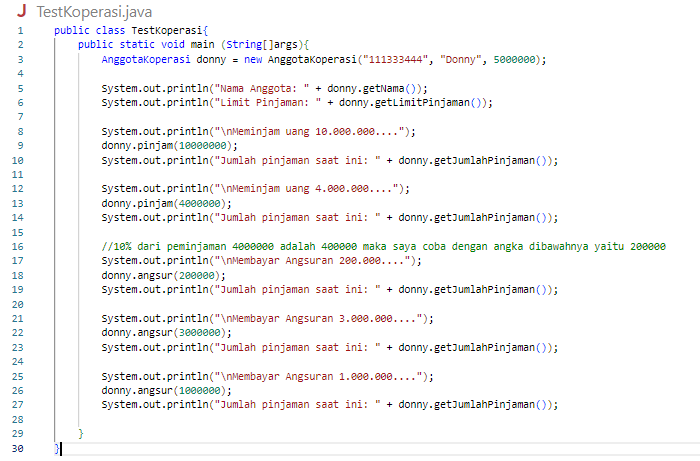 J TestKoperasi.java
1 public class TestKoperasi{
2 public static void main (String[]args){
3 AnggotaKoperasi donny = new AnggotaKoperasi("111333444", "Donny", 5000000);
4
5 System.out.println("Nama Anggota: " + donny.getNama());
6 System.out.println("Limit Pinjaman: " + donny.getLimitPinjaman());
7
8 System.out.println("\nMeminjam uang 10.000.000....");
9 donny.pinjam(10000000);
10 System.out.println("Jumlah pinjaman saat ini: " + donny.getJumlahPinjaman());
11
12 System.out.println("\nMeminjam uang 4.000.000....");
13 donny.pinjam(4000000);
14 System.out.println("Jumlah pinjaman saat ini: " + donny.getJumlahPinjaman());
15
16 //10% dari peminjaman 4000000 adalah 400000 maka saya coba dengan angka dibawahnya yaitu 200000
17 System.out.println("\nMembayar Angsuran 200.000....");
18 donny.angsur(200000);
19 System.out.println("Jumlah pinjaman saat ini: " + donny.getJumlahPinjaman());
20
21 System.out.println("\nMembayar Angsuran 3.000.000....");
22 donny.angsur(3000000);
23 System.out.println("Jumlah pinjaman saat ini: " + donny.getJumlahPinjaman());
24
25 System.out.println("\nMembayar Angsuran 1.000.000....");
26 donny.angsur(1000000);
27 System.out.println("Jumlah pinjaman saat ini: " + donny.getJumlahPinjaman());
28
29 }
30 }